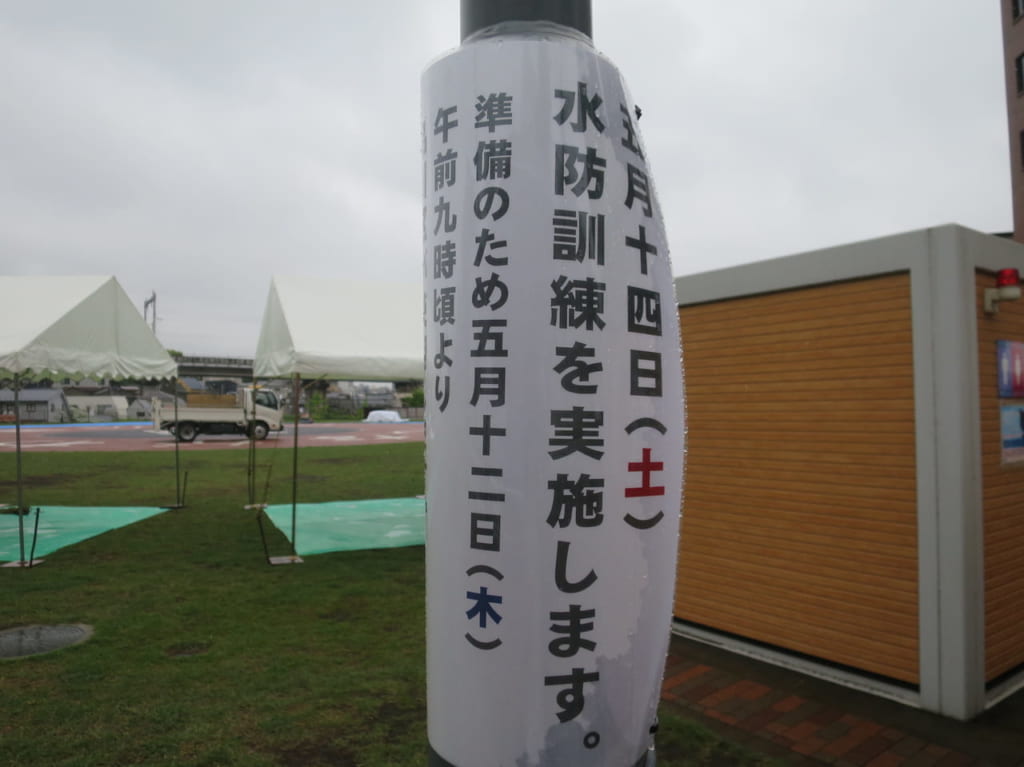 五月十四日(土)
水防訓練を実施します。
準備のため五月十二日(木)
午前九時頃より